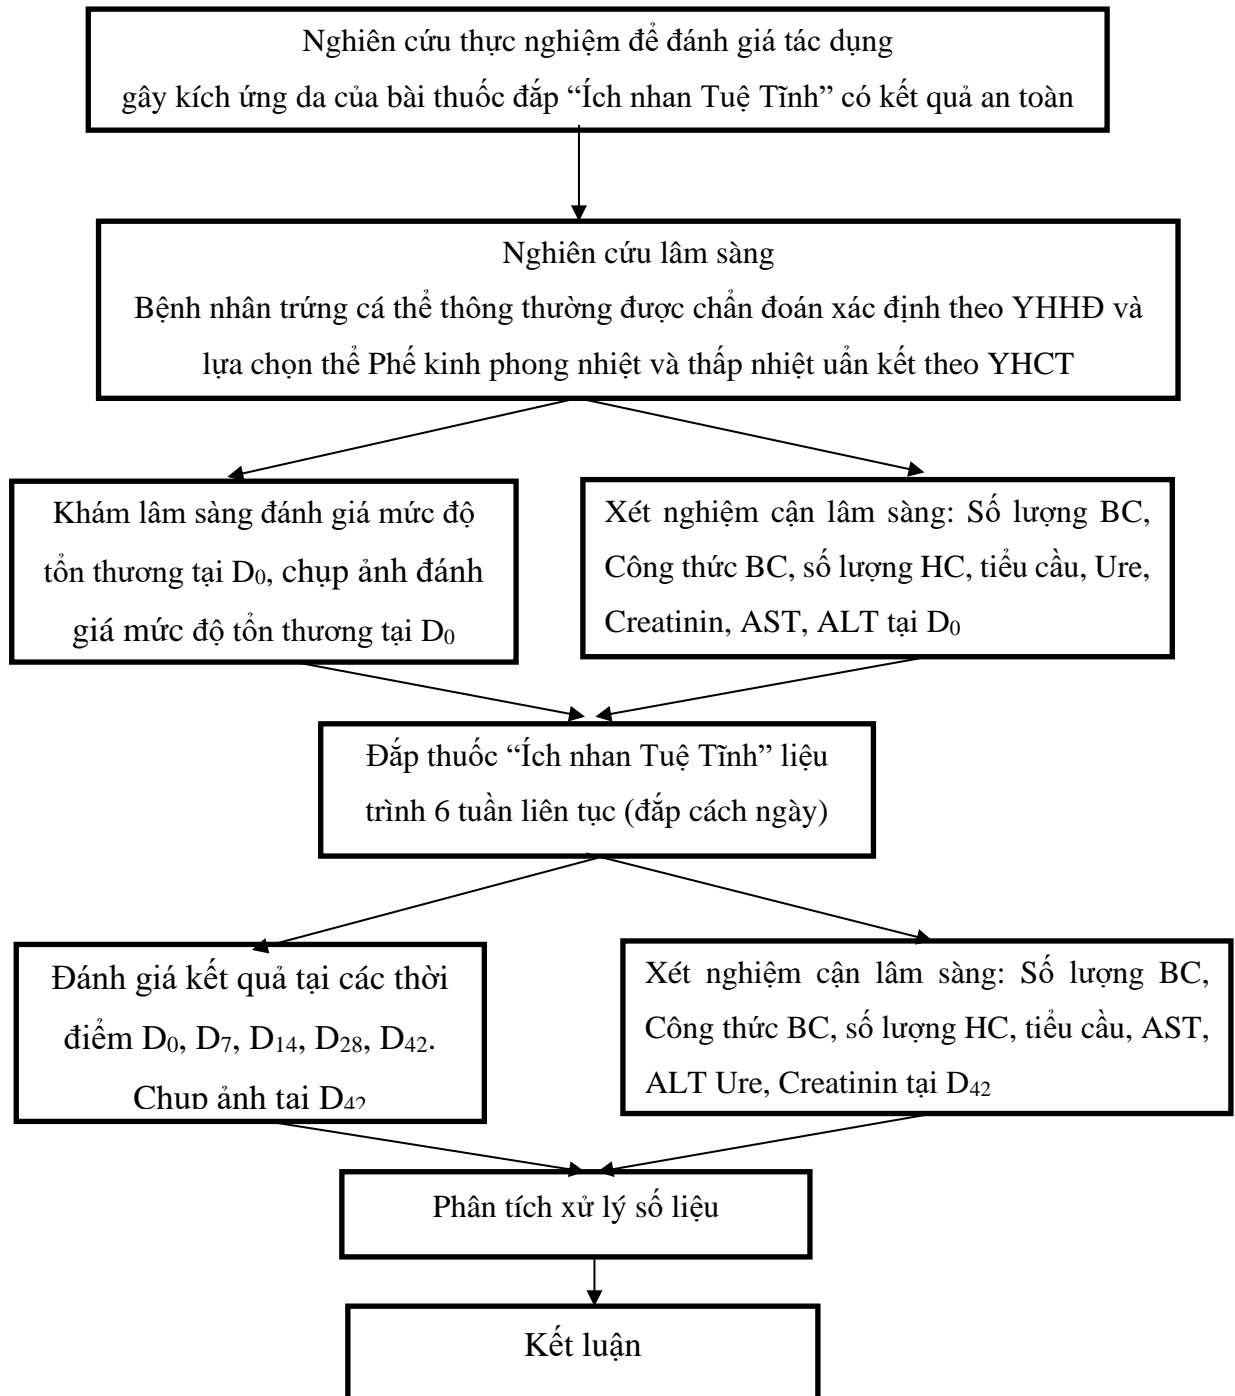 Nghiên cứu thực nghiệm để đánh giá tác dụng
gây kích ứng da của bài thuốc đắp “Ích nhan Tuệ Tĩnh” có kết quả an toàn
Nghiên cứu lâm sàng
Bệnh nhân trứng cá thể thông thường được chẩn đoán xác định theo YHHĐ và
lựa chọn thể Phế kinh phong nhiệt và thấp nhiệt uẩn kết theo YHCT
Khám lâm sàng đánh giá mức độ
tổn thương tại D₀, chụp ảnh đánh
giá mức độ tổn thương tại D₀
Xét nghiệm cận lâm sàng: Số lượng BC,
Công thức BC, số lượng HC, tiểu cầu, Ure,
Creatinin, AST, ALT tại D₀
Đắp thuốc “Ích nhan Tuệ Tĩnh” liệu
trình 6 tuần liên tục (đắp cách ngày)
Đánh giá kết quả tại các thời
điểm D₀, D₇, D₁₄, D₂₈, D₄₂.
Chụp ảnh tại D₄₂
Xét nghiệm cận lâm sàng: Số lượng BC,
Công thức BC, số lượng HC, tiểu cầu, AST,
ALT Ure, Creatinin tại D₄₂
Phân tích xử lý số liệu
Kết luận